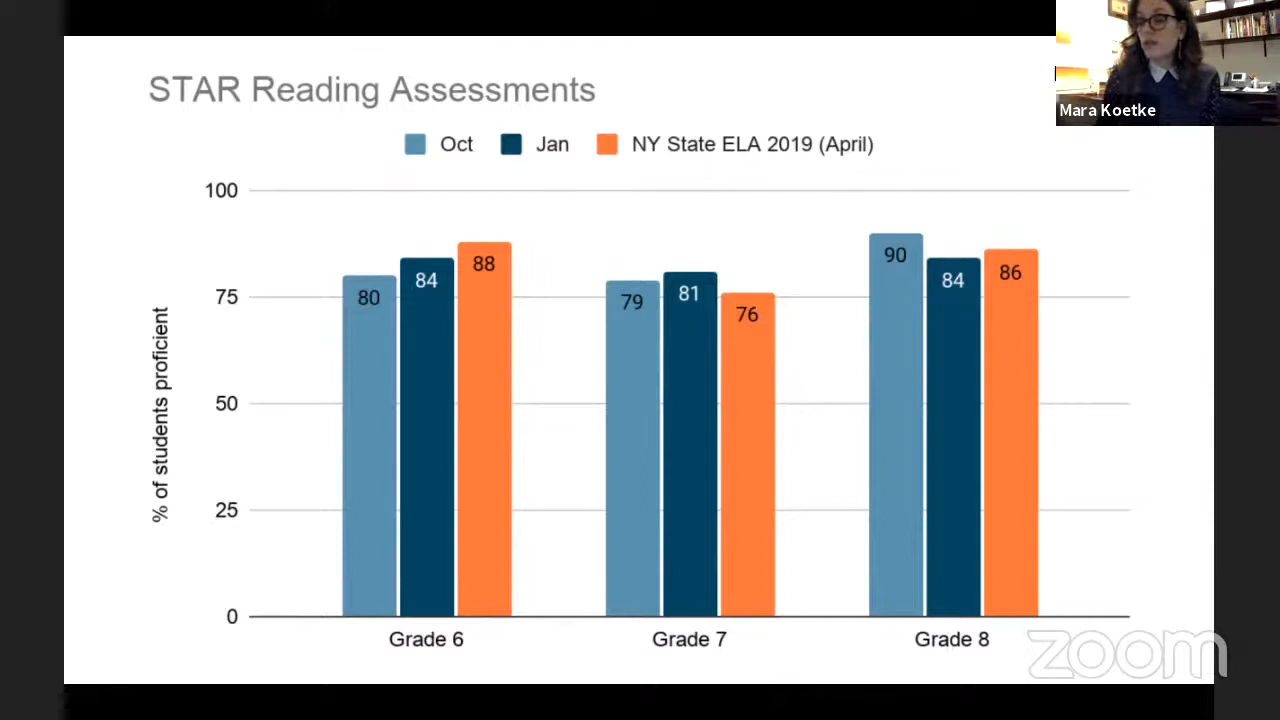 STAR Reading Assessments
Mara Koetke
Oct Jan NY State ELA 2019 (April)
% of students proficient
100
75
50
25
0
80 84 88
79 81 76
90 84 86
Grade 6 Grade 7 Grade 8
zoom